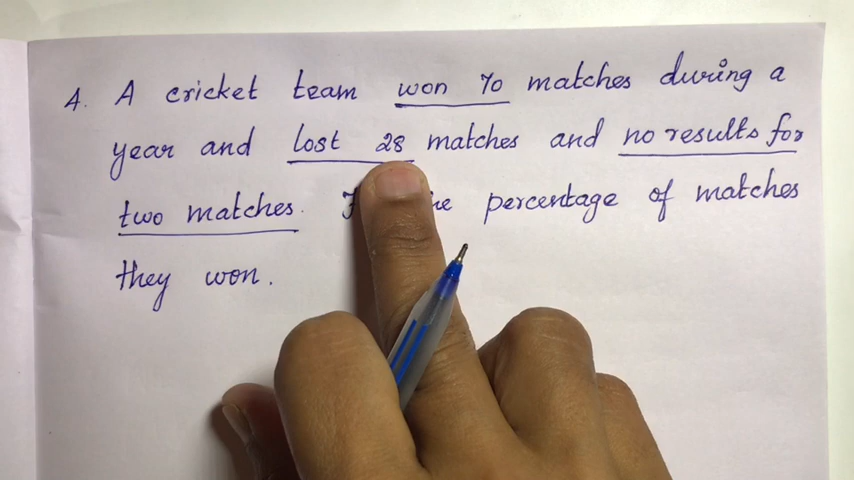 4. A cricket team won 70 matches during a
year and lost 28 matches and no results for
two matches. percentage of matches
they won.